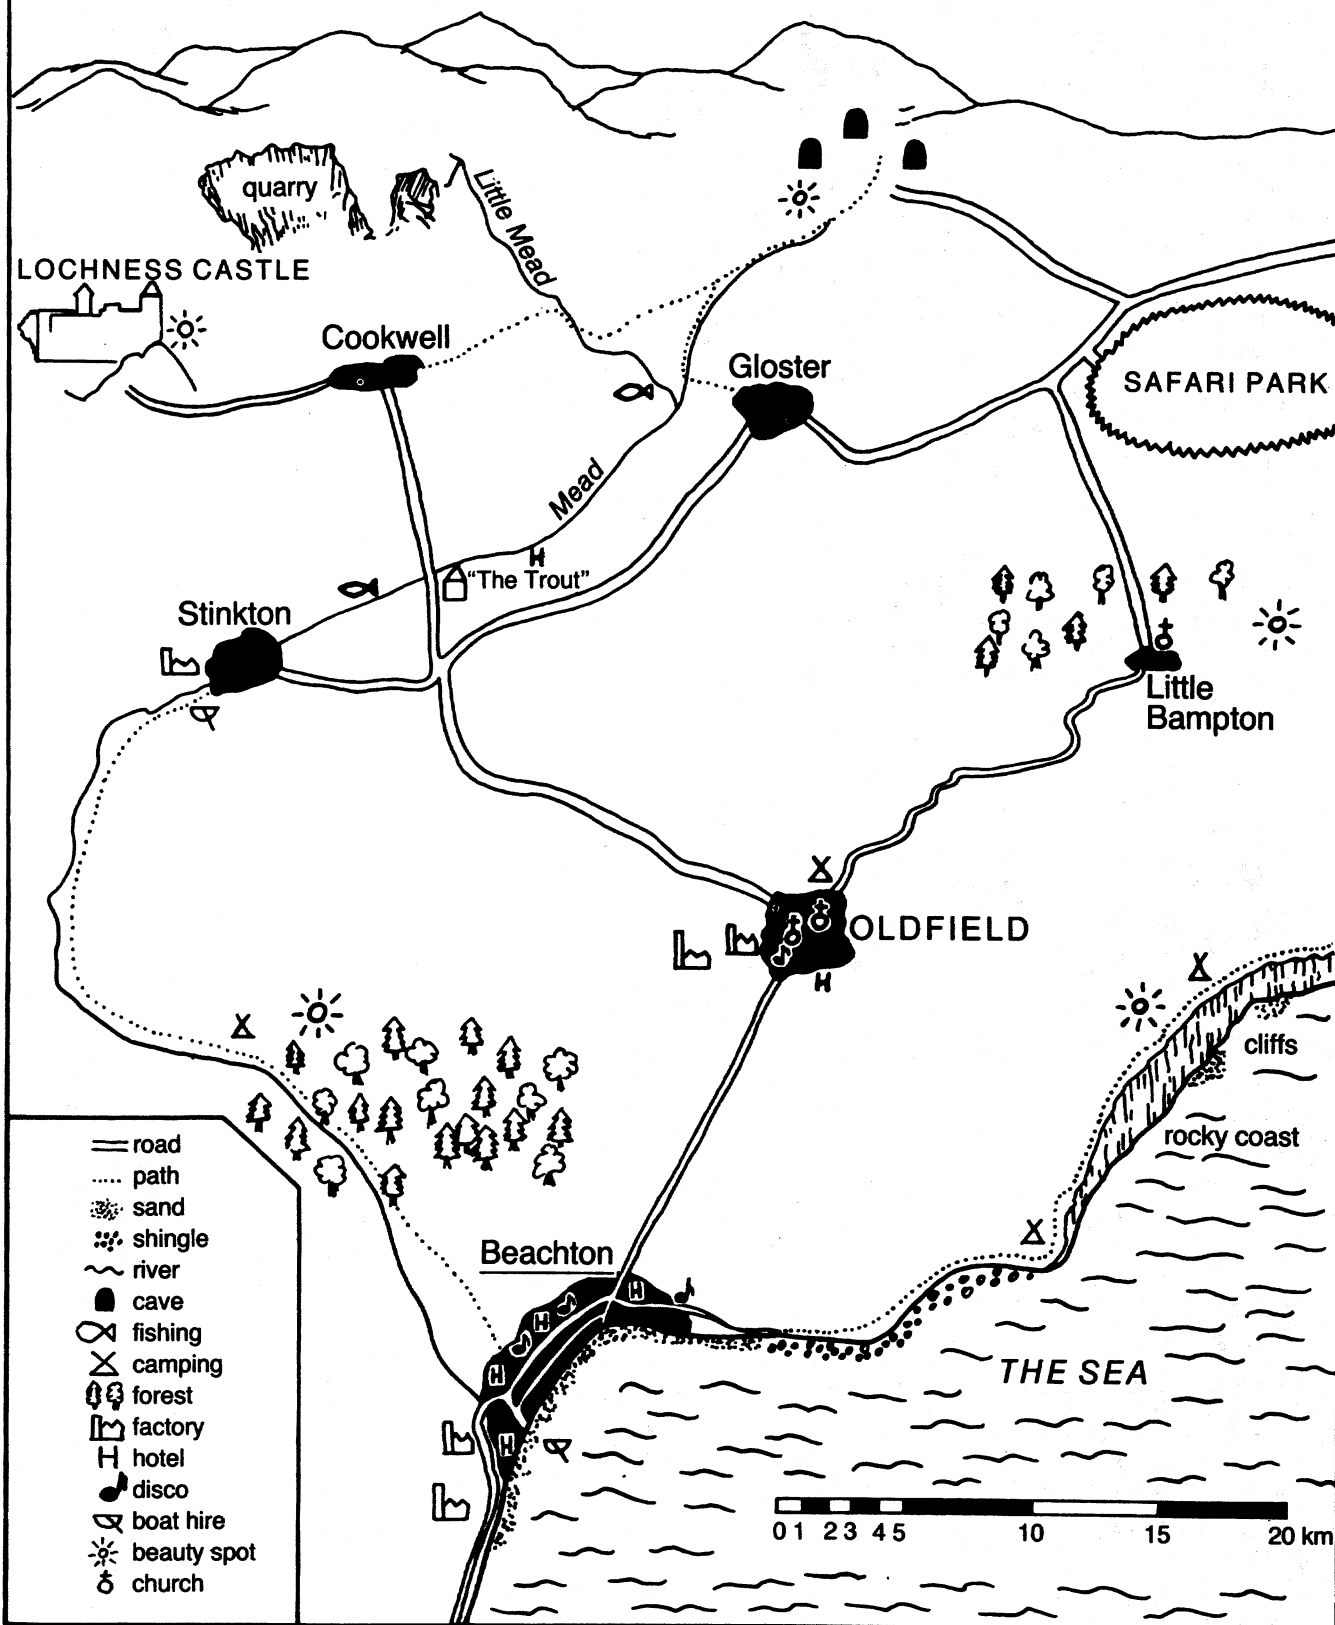 quarry
Little Mead
LOCHNESS CASTLE
Cookwell
Gloster
SAFARI PARK
Mead
"The Trout"
Stinkton
Little
Bampton
OLDFIELD
cliffs
rocky coast
Beachton
THE SEA
road
path
sand
shingle
river
cave
fishing
camping
forest
factory
H hotel
disco
boat hire
beauty spot
church
H
H
H
H
H
H
0 1 2 3 4 5 10 15 20 km